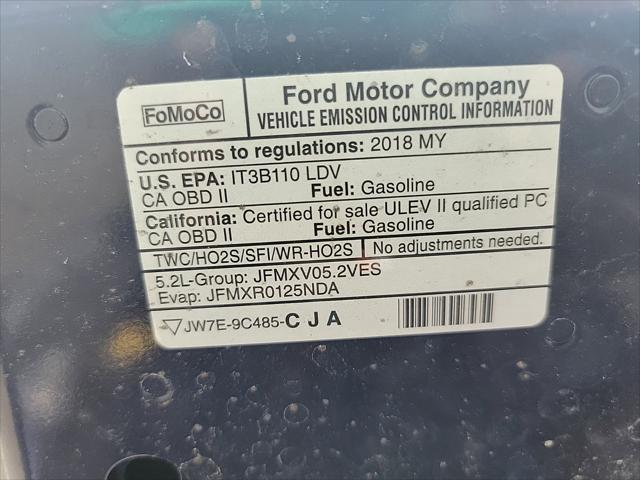 FoMoCo
Ford Motor Company
VEHICLE EMISSION CONTROL INFORMATION
Conforms to regulations: 2018 MY
U.S. EPA: IT3B110 LDV
CA OBD II Fuel: Gasoline
California: Certified for sale ULEV II qualified PC
CA OBD II Fuel: Gasoline
TWC/HO2S/SFI/WR-HO2S No adjustments needed.
5.2L-Group: JFMXV05.2VES
Evap: JFMXR0125NDA
JW7E-9C485-CJA